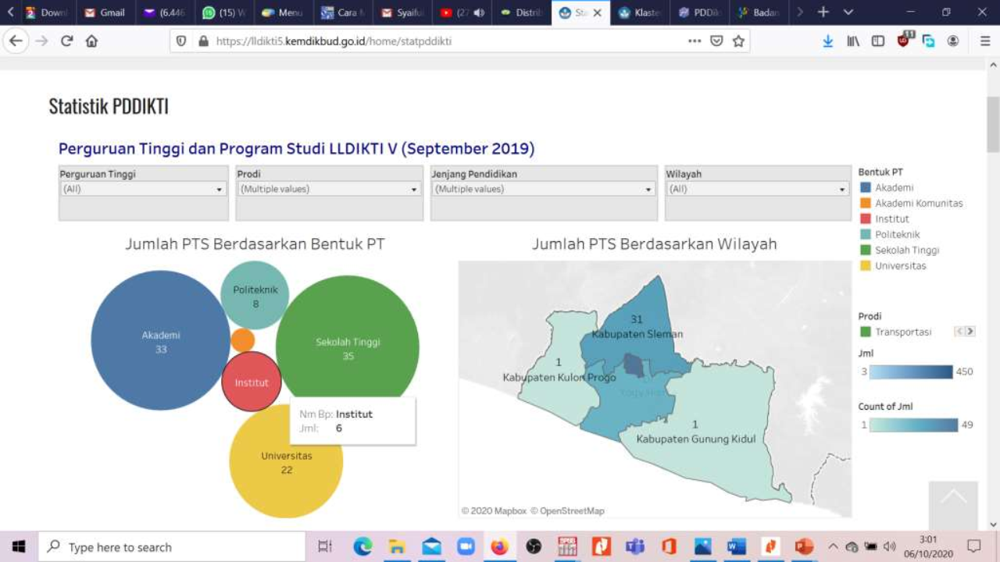 Downl
Gmail
(6.446
(15) W
Menu
Cara
Syaiful
(27
Distrib
Sta
Klaste
PDDik
Badan
https://lldikti5.kemdikbud.go.id/home/statpddikti
11
Statistik PDDIKTI
Perguruan Tinggi dan Program Studi LLDIKTI V (September 2019)
Perguruan Tinggi
(All)
Prodi
(Multiple values)
Jenjang Pendidikan
(Multiple values)
Wilayah
(All)
Bentuk PT
Akademi
Akademi Komunitas
Institut
Politeknik
Sekolah Tinggi
Universitas
Jumlah PTS Berdasarkan Bentuk PT
Politeknik
8
Akademi
33
Sekolah Tinggi
35
Institut
Nm Bp: Institut
Jml: 6
Universitas
22
Jumlah PTS Berdasarkan Wilayah
31
Kabupaten Sleman
1
Kabupaten Kulon Progo
1
Kabupaten Gunung Kidul
© 2020 Mapbox © OpenStreetMap
Prodi
Transportasi
Jml
3 450
Count of Jml
1 49
Type here to search
3:01
06/10/2020